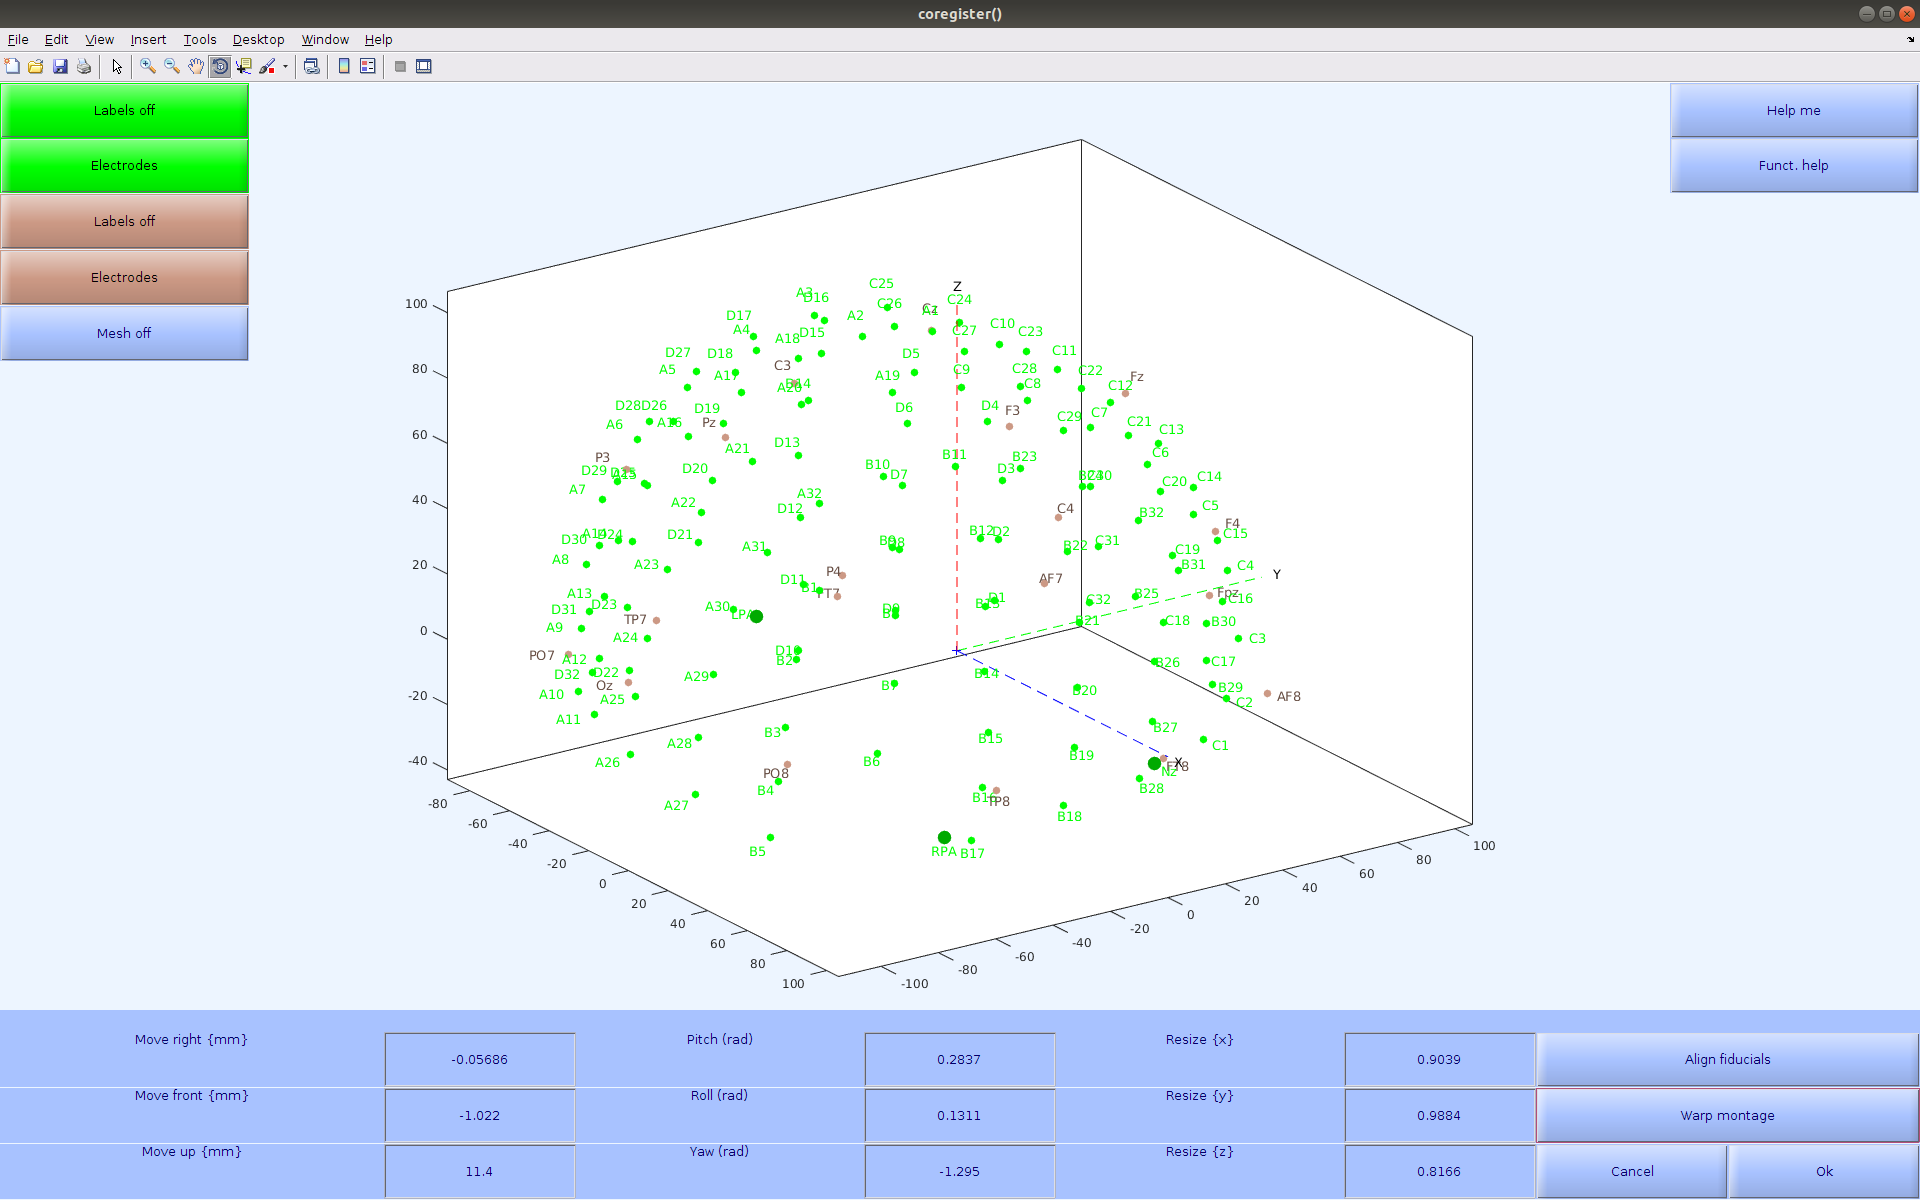 coregister()
File Edit View Insert Tools Desktop Window Help
Labels off
Electrodes
Labels off
Electrodes
Mesh off
Help me
Funct. help
100
80
60
40
20
0
-20
-40
-80
-60
-40
-20
0
20
40
60
80
100
-100
-80
-60
-40
-20
0
20
40
60
80
100
Z
Y
X
C25
A3
D16
C26
Cz
A1
C24
D17
A4
A2
A18
D15
C27
C10
C23
D27
D18
C3
D5
C11
A5
A17
A20
D14
A19
C9
C28
C8
C22
Fz
C12
D28
D26
D19
D6
D4
F3
C29
C7
A6
A16
Pz
C21
C13
A21
D13
P3
B11
B23
C6
D29
D25
A15
D20
B10
D7
D3
B24
C30
C20
C14
A7
A22
A32
D12
C4
B32
C5
F4
D30
A14
D24
D21
B9
D8
B12
D2
C15
A8
A23
A31
B22
C31
C19
B31
C4
A13
D11
B1
P4
FT7
AF7
D31
D23
A30
LPA
D9
B8
B13
D1
C32
B25
Fpz
C16
A9
TP7
A24
B21
C18
B30
C3
PO7
A12
D10
B2
B26
C17
D32
D22
A29
B7
B14
B20
B29
C2
AF8
A10
Oz
A25
A11
A28
B3
B15
B27
B19
C1
A26
PO8
B6
FT8
Nz
A27
B4
B16
TP8
B28
B18
B5
RPA
B17
Move right {mm} -0.05686 Pitch (rad) 0.2837 Resize {x} 0.9039 Align fiducials
Move front {mm} -1.022 Roll (rad) 0.1311 Resize {y} 0.9884 Warp montage
Move up {mm} 11.4 Yaw (rad) -1.295 Resize {z} 0.8166 Cancel Ok